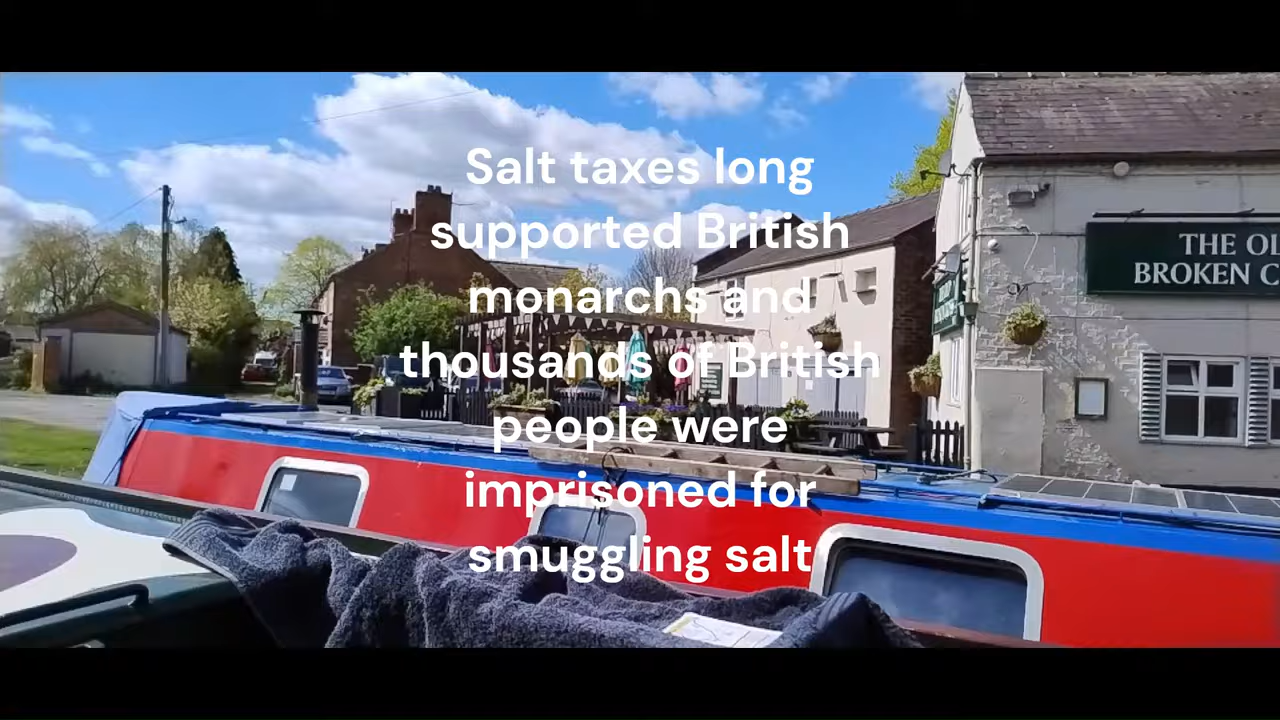 Salt taxes long
supported British
monarchs and
thousands of British
people were
imprisoned for
smuggling salt
THE OL
BROKEN C